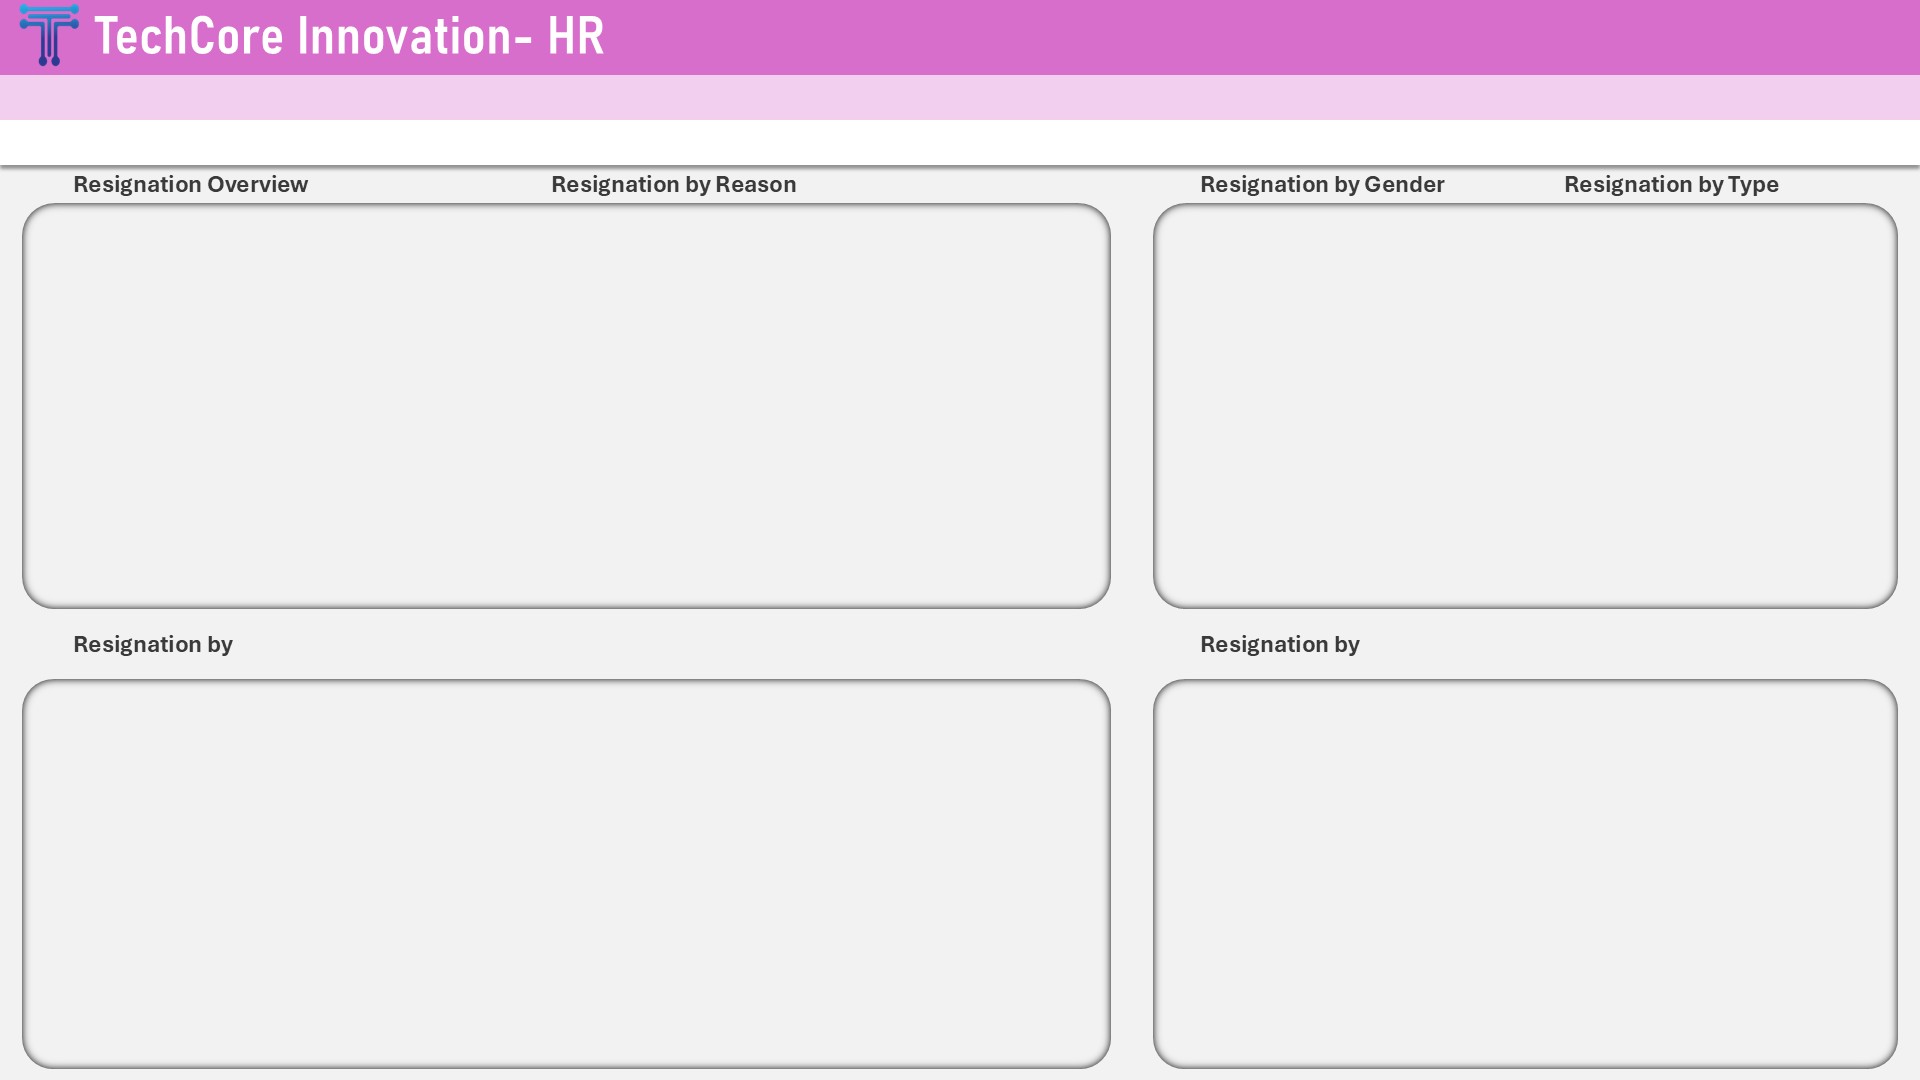 TechCore Innovation- HR
Resignation Overview
Resignation by Reason
Resignation by Gender
Resignation by Type
Resignation by
Resignation by